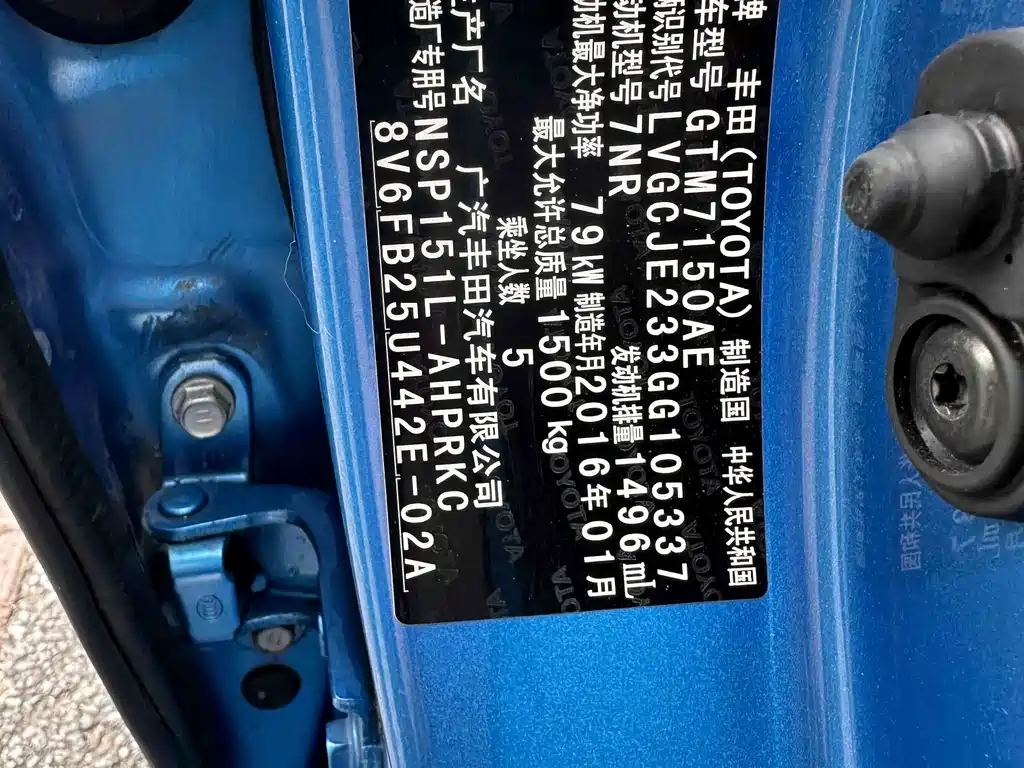 牌 丰田(TOYOTA) 制造国 中华人民共和国
车型号 GTM7150AE
识别代号 LVGCJE233GG105337
动机型号 7NR 发动机排量 1496 mL
动机最大净功率 79 kW 制造年月 2016年01月
最大允许总质量 1500 kg
乘坐人数 5
生产厂名 广汽丰田汽车有限公司
造厂专用号 NSP151L-AHPRKC
8V6FB25U442E-02A